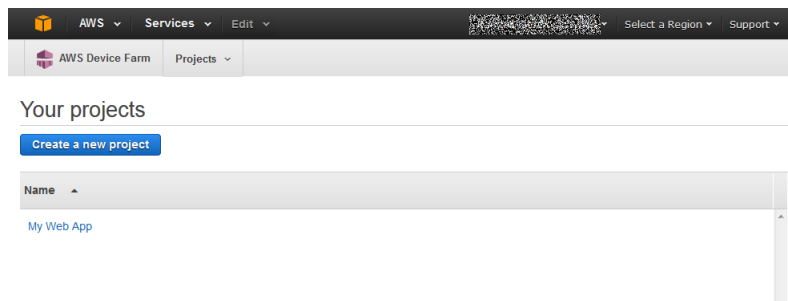 AWS Services Edit Select a Region Support
AWS Device Farm Projects
Your projects
Create a new project
Name
My Web App